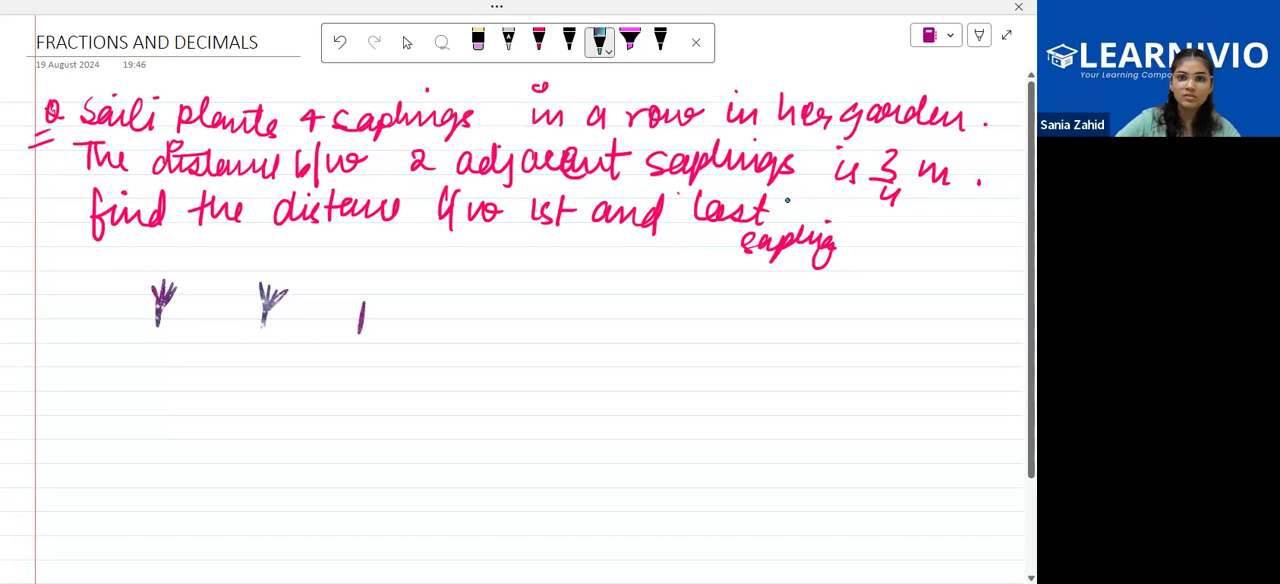 FRACTIONS AND DECIMALS
19 August 2024 19:46
LEARNIVIO
Your Learning Compa
Sania Zahid
Q Saili plants 4 saplings in a row in her garden.
The distance b/w 2 adjacent saplings is 3/4 m.
find the distance b/w 1st and last
sapling